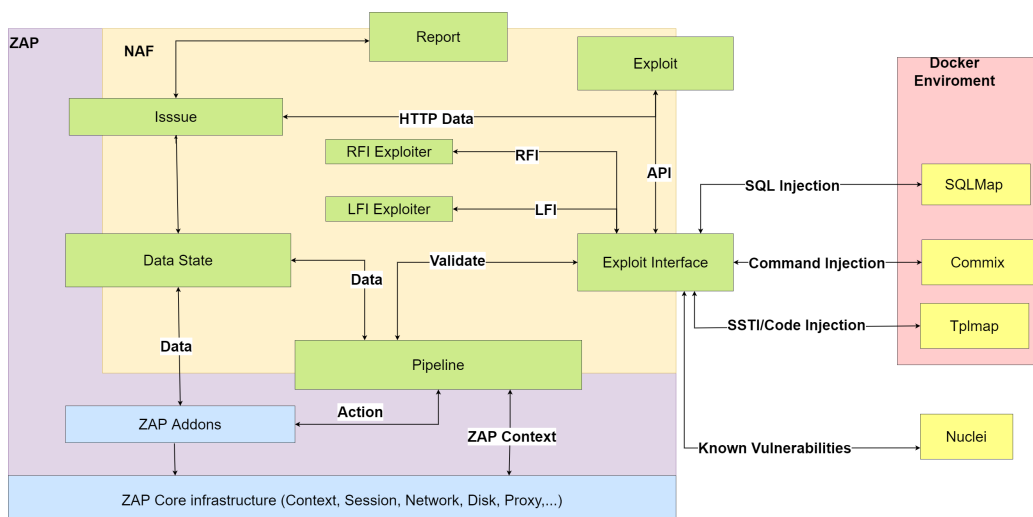 ZAP
NAF
Report
Exploit
Docker
Enviroment
Isssue
HTTP Data
RFI Exploiter
RFI
API
SQL Injection
SQLMap
LFI Exploiter
LFI
Data State
Validate
Exploit Interface
Command Injection
Commix
Data
SSTI/Code Injection
Tplmap
Data
Pipeline
ZAP Addons
Action
ZAP Context
Known Vulnerabilities
Nuclei
ZAP Core infrastructure (Context, Session, Network, Disk, Proxy,...)